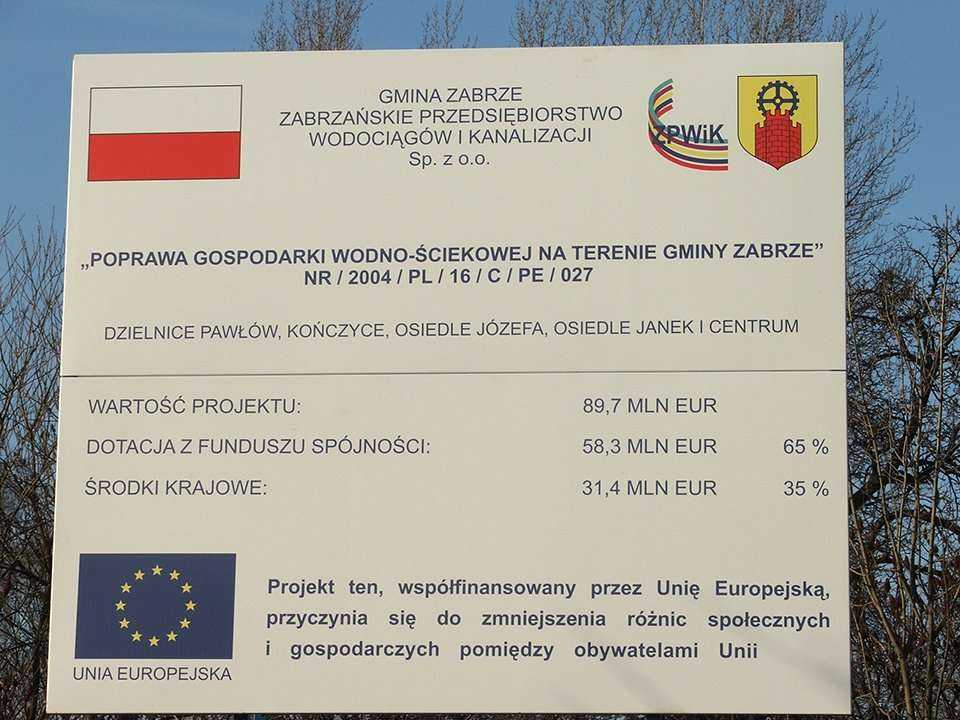 GMINA ZABRZE
ZABRZAŃSKIE PRZEDSIĘBIORSTWO
WODOCIĄGÓW I KANALIZACJI
Sp. z o.o.
ZPWiK
„POPRAWA GOSPODARKI WODNO-ŚCIEKOWEJ NA TERENIE GMINY ZABRZE”
NR / 2004 / PL / 16 / C / PE / 027
DZIELNICE PAWŁÓW, KOŃCZYCE, OSIEDLE JÓZEFA, OSIEDLE JANEK I CENTRUM
WARTOŚĆ PROJEKTU: 89,7 MLN EUR
DOTACJA Z FUNDUSZU SPÓJNOŚCI: 58,3 MLN EUR 65 %
ŚRODKI KRAJOWE: 31,4 MLN EUR 35 %
Projekt ten, współfinansowany przez Unię Europejską,
przyczynia się do zmniejszenia różnic społecznych
i gospodarczych pomiędzy obywatelami Unii
UNIA EUROPEJSKA